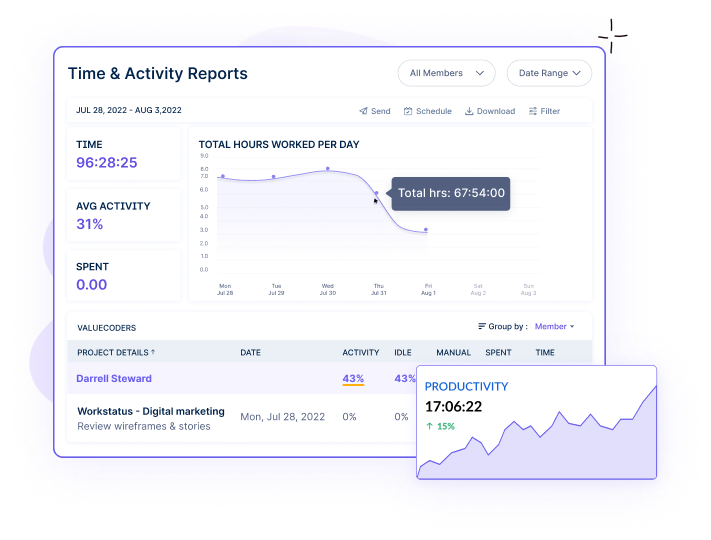 Time & Activity Reports
All Members
Date Range
JUL 28, 2022 - AUG 3,2022
Send
Schedule
Download
Filter
TIME
96:28:25
AVG ACTIVITY
31%
SPENT
0.00
TOTAL HOURS WORKED PER DAY
9.0
8.0
7.0
6.0
5.0
4.0
3.0
2.0
1.0
0.0
Total hrs: 67:54:00
Mon Tue Wed Thu Fri Sat Sun
Jul 28 Jul 29 Jul 30 Jul 31 Aug 1 Aug 2 Aug 3
VALUECODERS
Group by : Member
PROJECT DETAILS ↑ DATE ACTIVITY IDLE MANUAL SPENT TIME
Darrell Steward 43% 43%
Workstatus - Digital marketing Mon, Jul 28, 2022 0% 0%
Review wireframes & stories
PRODUCTIVITY
17:06:22
↑ 15%